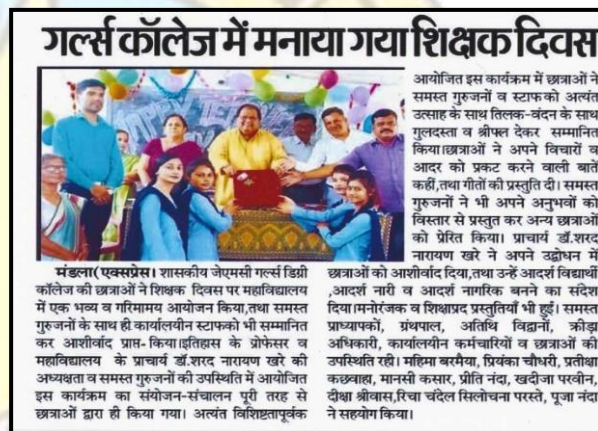 गर्ल्स कॉलेज में मनाया गया शिक्षक दिवस
मंडला(एक्सप्रेस। शासकीय जेएमसी गर्ल्स डिग्री
कॉलेज की छात्राओं ने शिक्षक दिवस पर महाविद्यालय
में एक भव्य व गरिमामय आयोजन किया,तथा समस्त
गुरुजनों के साथ ही कार्यालयीन स्टाफको भी सम्मानित
कर आशीर्वाद प्राप्त- किया।इतिहास के प्रोफेसर व
महाविद्यालय के प्राचार्य डॉ.शरद नारायण खरे की
अध्यक्षता व समस्त गुरुजनों की उपस्थिति में आयोजित
इस कार्यक्रम का संयोजन-संचालन पूरी तरह से
छात्राओं द्वारा ही किया गया। अत्यंत विशिष्टतापूर्वक
आयोजित इस कार्यक्रम में छात्राओं ने
समस्त गुरुजनों व स्टाफको अत्यंत
उत्साह के साथ तिलक-वंदन के साथ
गुलदस्ता व श्रीफ्ल देकर सम्मानित
किया।छात्राओं ने अपने विचारों व
आदर को प्रकट करने वाली बातें
कहीं,तथा गीतों की प्रस्तुति दी। समस्त
गुरुजनों ने भी अपने अनुभवों को
विस्तार से प्रस्तुत कर अन्य छात्राओं
को प्रेरित किया। प्राचार्य डॉ.शरद
नारायण खरे ने अपने उद्बोधन में
छात्राओं को आशीर्वाद दिया,तथा उन्हें आदर्श विद्यार्थी
,आदर्श नारी व आदर्श नागरिक बनने का संदेश
दिया।मनोरंजक व शिक्षाप्रद प्रस्तुतियाँ भी हुईं। समस्त
प्राध्यापकों, ग्रंथपाल, अतिथि विद्वानों, क्रीड़ा
अधिकारी, कार्यालयीन कर्मचारियों व छात्राओं की
उपस्थिति रही। महिमा बरमैया, प्रियंका चौधरी, प्रतीक्षा
कछवाहा, मानसी कसार, प्रीति नंदा, खदीजा परवीन,
दीक्षा श्रीवास,रिचा चंदेल सिलोचना परस्ते, पूजा नंदा
ने सहयोग किया।